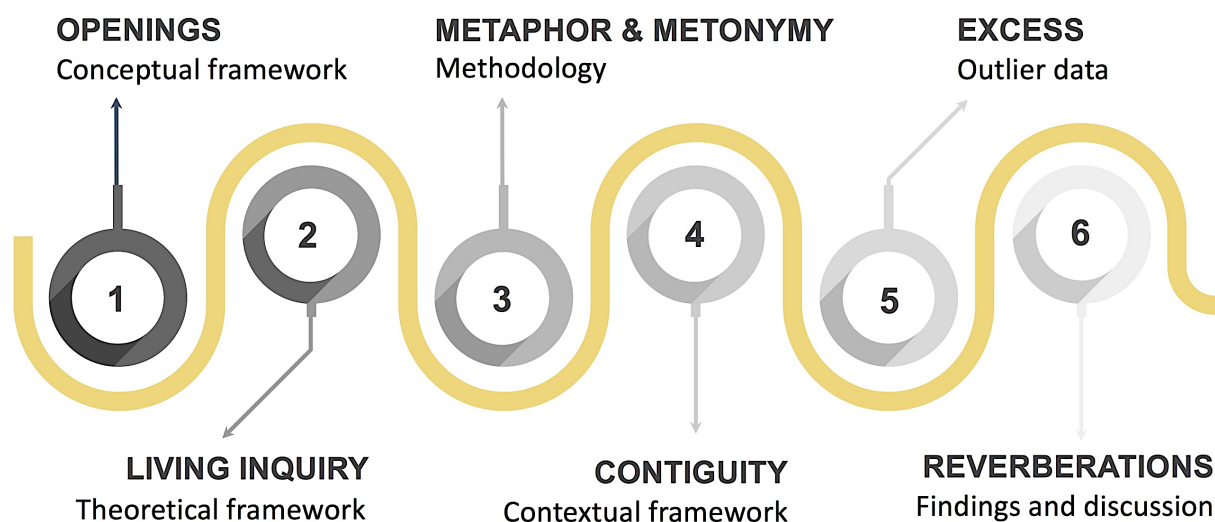 OPENINGS
Conceptual framework
METAPHOR & METONYMY
Methodology
EXCESS
Outlier data
1
2
3
4
5
6
LIVING INQUIRY
Theoretical framework
CONTIGUITY
Contextual framework
REVERBERATIONS
Findings and discussion